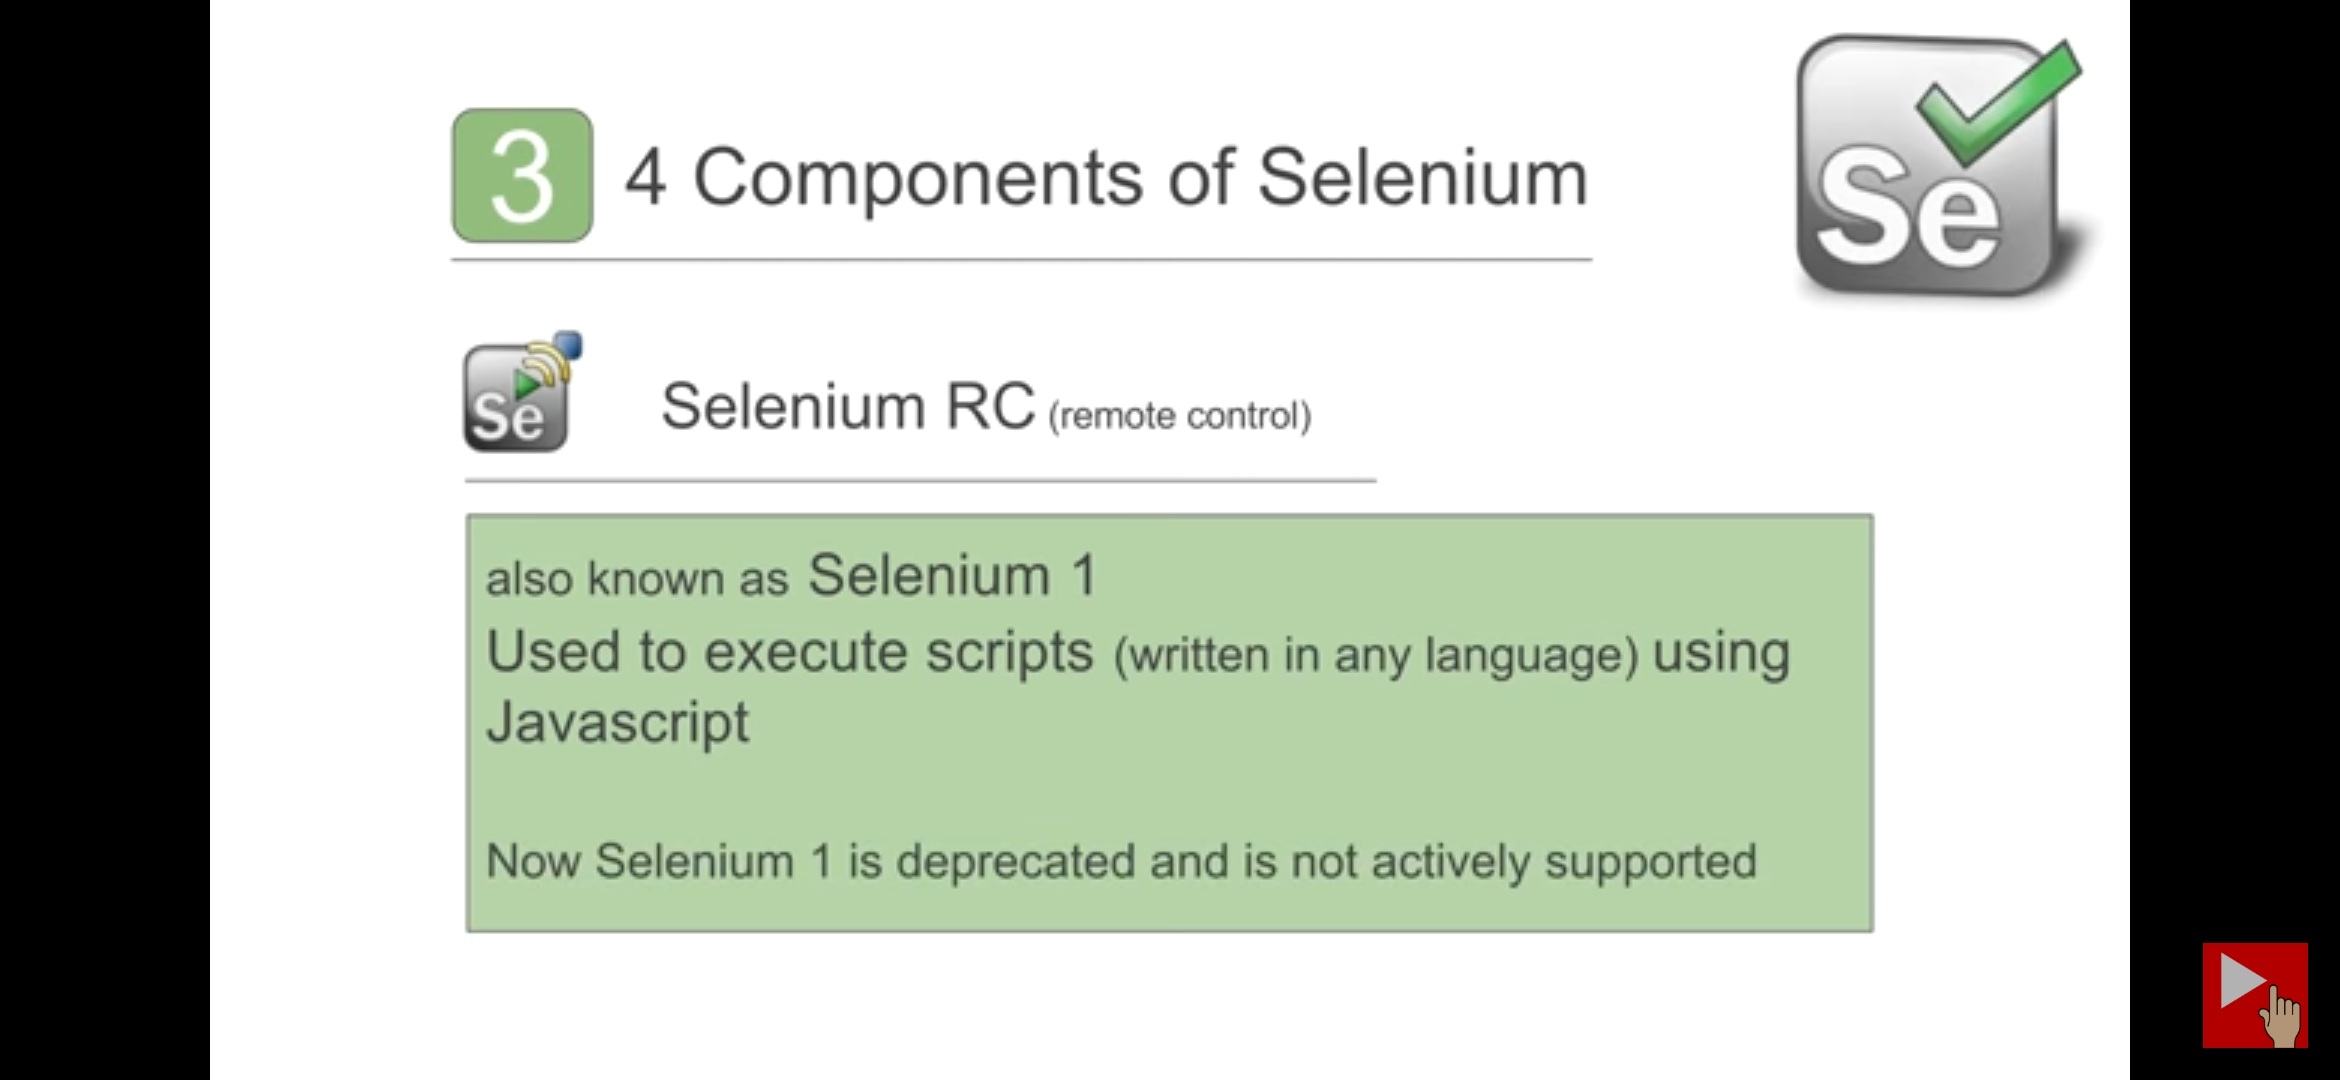 3 4 Components of Selenium
Se
Se
Selenium RC (remote control)
also known as Selenium 1
Used to execute scripts (written in any language) using
Javascript
Now Selenium 1 is deprecated and is not actively supported